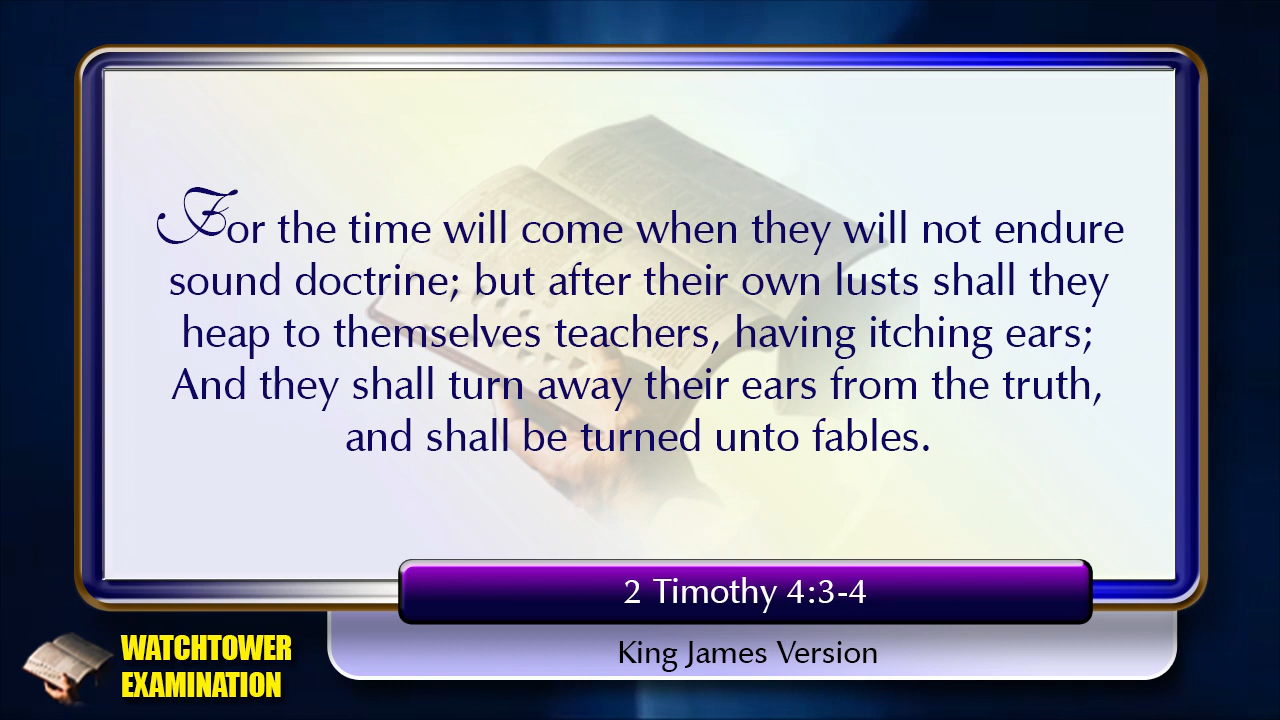 For the time will come when they will not endure
sound doctrine; but after their own lusts shall they
heap to themselves teachers, having itching ears;
And they shall turn away their ears from the truth,
and shall be turned unto fables.
2 Timothy 4:3-4
King James Version
WATCHTOWER
EXAMINATION